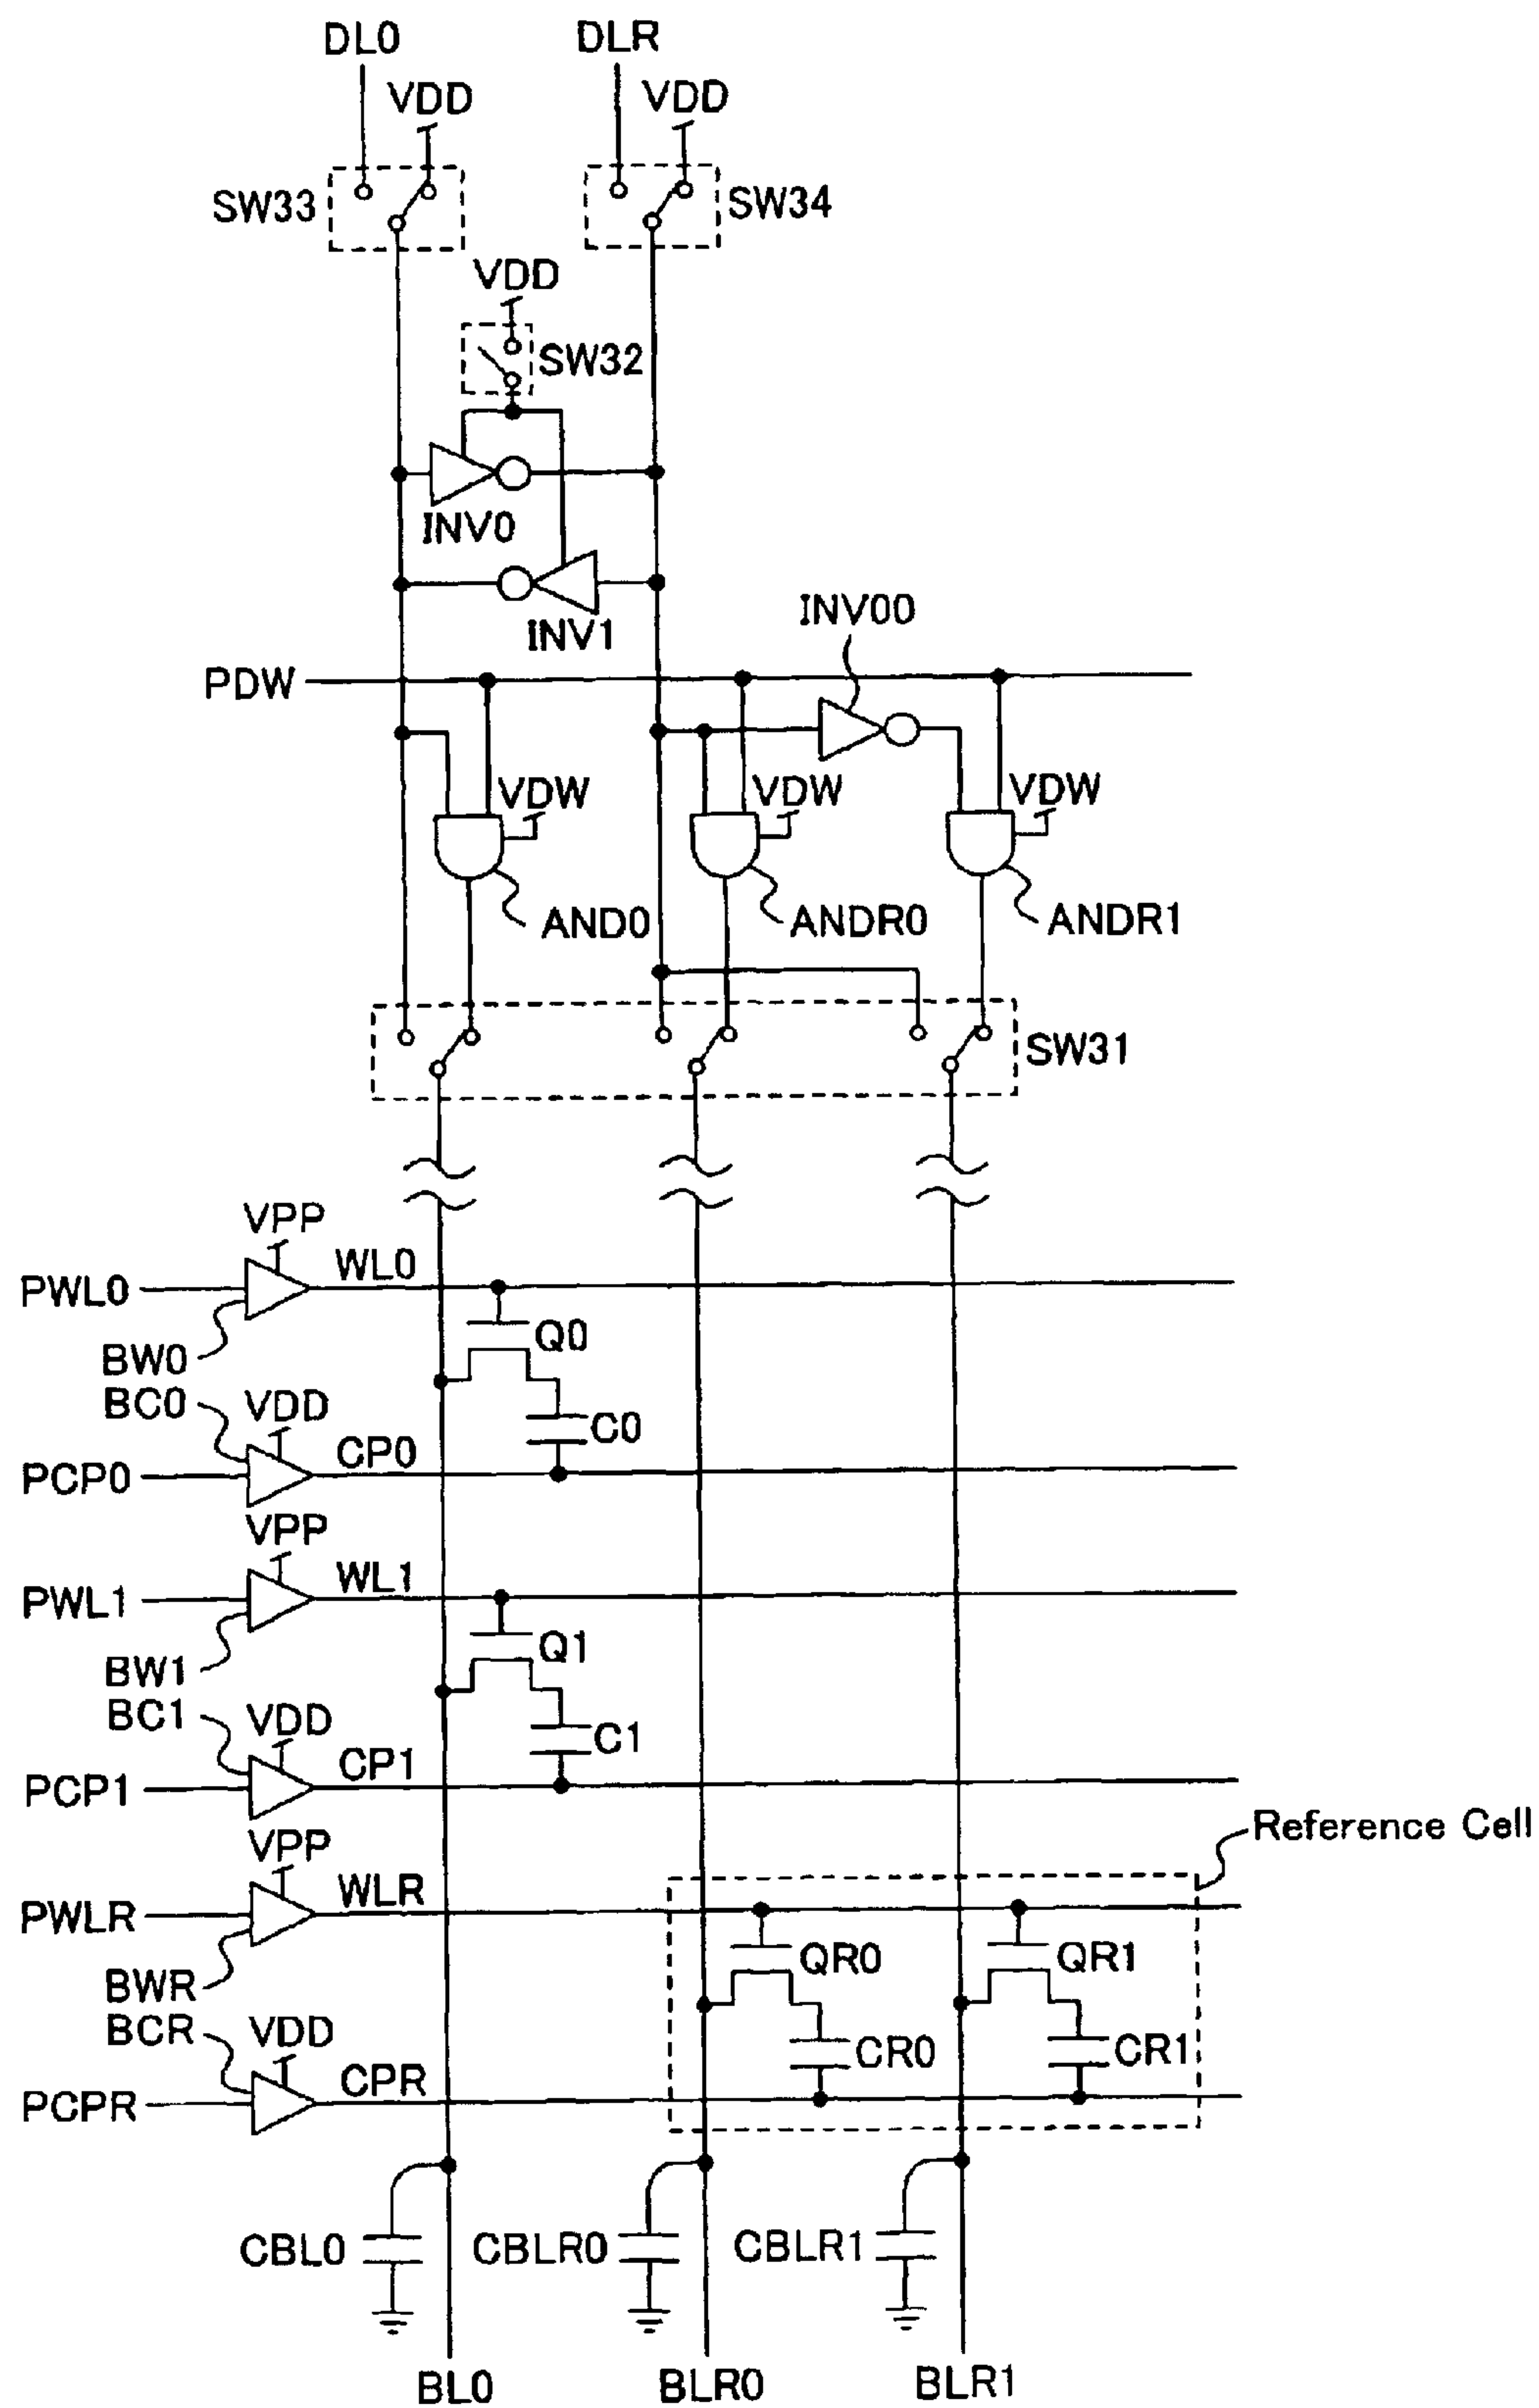 DL0
DLR
VDD
VDD
SW33
SW34
VDD
SW32
INV0
INV1
INV00
PDW
VDW
VDW
VDW
AND0
ANDR0
ANDR1
SW31
VPP
PWL0
WL0
BW0
Q0
BC0
VDD
C0
PCP0
CP0
VPP
PWL1
WL1
BW1
Q1
BC1
VDD
C1
PCP1
CP1
Reference Cell
VPP
PWLR
WLR
BWR
QR0
QR1
BCR
VDD
CR0
CR1
PCPR
CPR
CBL0
CBLR0
CBLR1
BL0
BLR0
BLR1